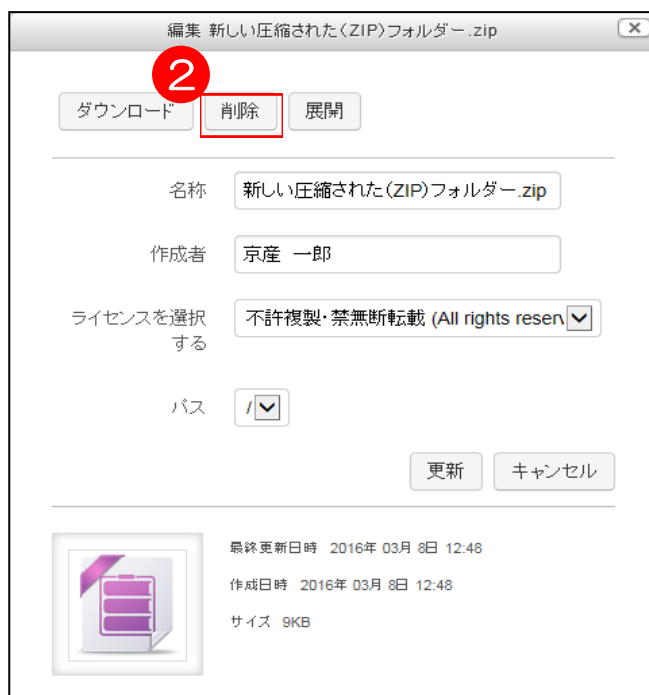 編集 新しい圧縮された(ZIP)フォルダー.zip
2
ダウンロード 削除 展開
名称 新しい圧縮された(ZIP)フォルダー.zip
作成者 京産 一郎
ライセンスを選択
する
不許複製・禁無断転載 (All rights reserv
パス /
更新 キャンセル
最終更新日時 2016年 03月 8日 12:48
作成日時 2016年 03月 8日 12:48
サイズ 9KB